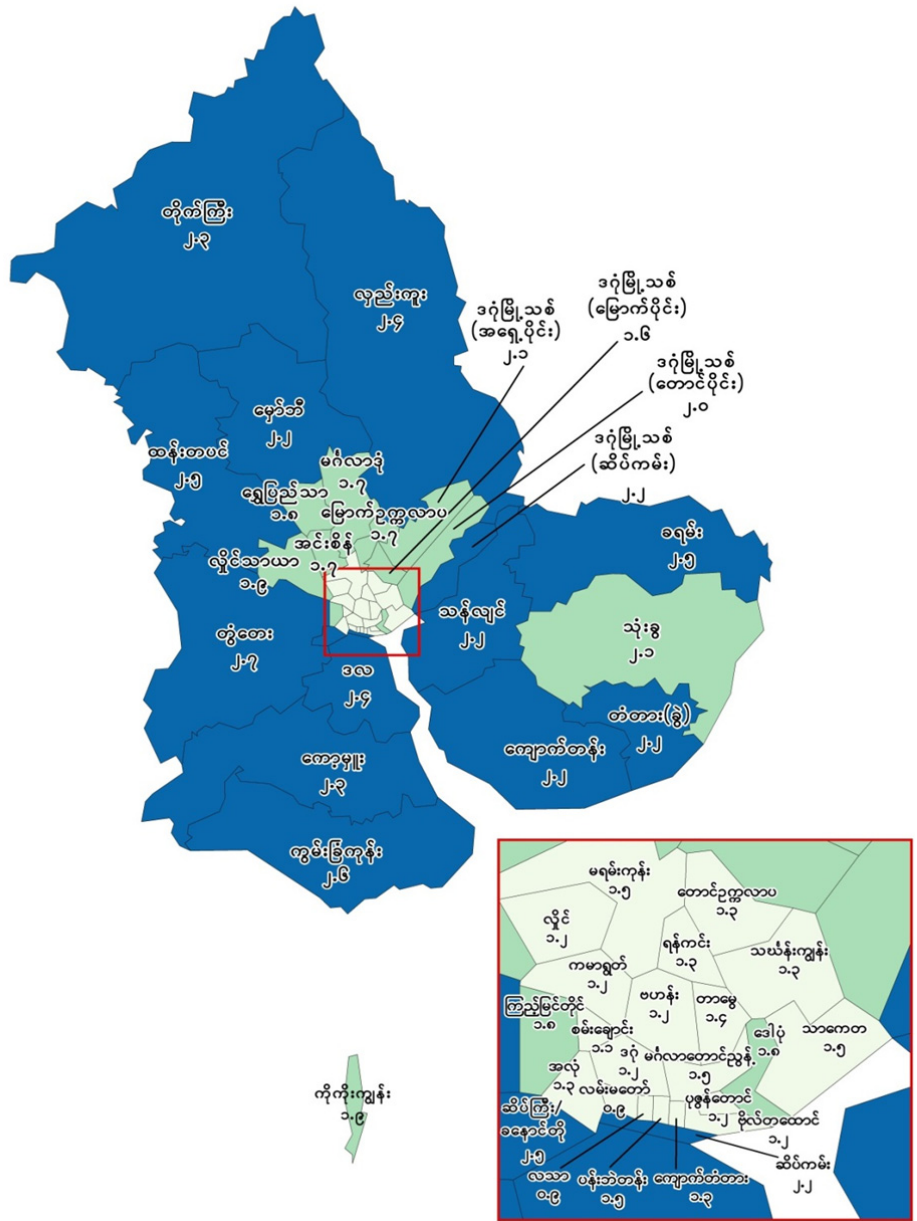 တိုက်ကြီး
၂.၃
လှည်းကူး
၂.၄
ဒဂုံမြို့သစ်
(အရှေ့ပိုင်း)
၂.၁
ဒဂုံမြို့သစ်
(မြောက်ပိုင်း)
၁.၆
ဒဂုံမြို့သစ်
(တောင်ပိုင်း)
၂.၀
ဒဂုံမြို့သစ်
(ဆိပ်ကမ်း)
၂.၂
မှော်ဘီ
၂.၂
ထန်းတပင်
၂.၅
မင်္ဂလာဒုံ
၁.၇
ရွှေပြည်သာ
၁.၈
မြောက်ဥက္ကလာပ
၁.၇
အင်းစိန်
၁.၇
လှိုင်သာယာ
၁.၉
ခရမ်း
၂.၅
သန်လျင်
၂.၂
သုံးခွ
၂.၁
တွံတေး
၂.၇
ဒလ
၂.၄
တံတား(ခွဲ)
၂.၂
ကျောက်တန်း
၂.၂
ကော့မှူး
၂.၃
ကွမ်းခြံကုန်း
၂.၆
ကိုကိုးကျွန်း
၁.၉
မရမ်းကုန်း
၁.၅
တောင်ဥက္ကလာပ
၁.၃
လှိုင်
၁.၂
ရန်ကင်း
၁.၃
သင်္ဃန်းကျွန်း
၁.၃
ကမာရွတ်
၁.၂
ဗဟန်း
၁.၂
တာမွေ
၁.၄
ကြည့်မြင်တိုင်
၁.၈
စမ်းချောင်း
၁.၁
ဒဂုံ
၁.၂
မင်္ဂလာတောင်ညွန့်
၁.၅
ဒေါပုံ
၁.၈
သာကေတ
၁.၅
အလုံ
၁.၃
လမ်းမတော်
၀.၉
ပုဇွန်တောင်
၁.၂
ဗိုလ်တထောင်
၁.၂
ဆိပ်ကြီး/
ခနောင်တို
၂.၅
လသာ
၀.၉
ပန်းဘဲတန်း
၁.၅
ကျောက်တံတား
၁.၃
ဆိပ်ကမ်း
၂.၂